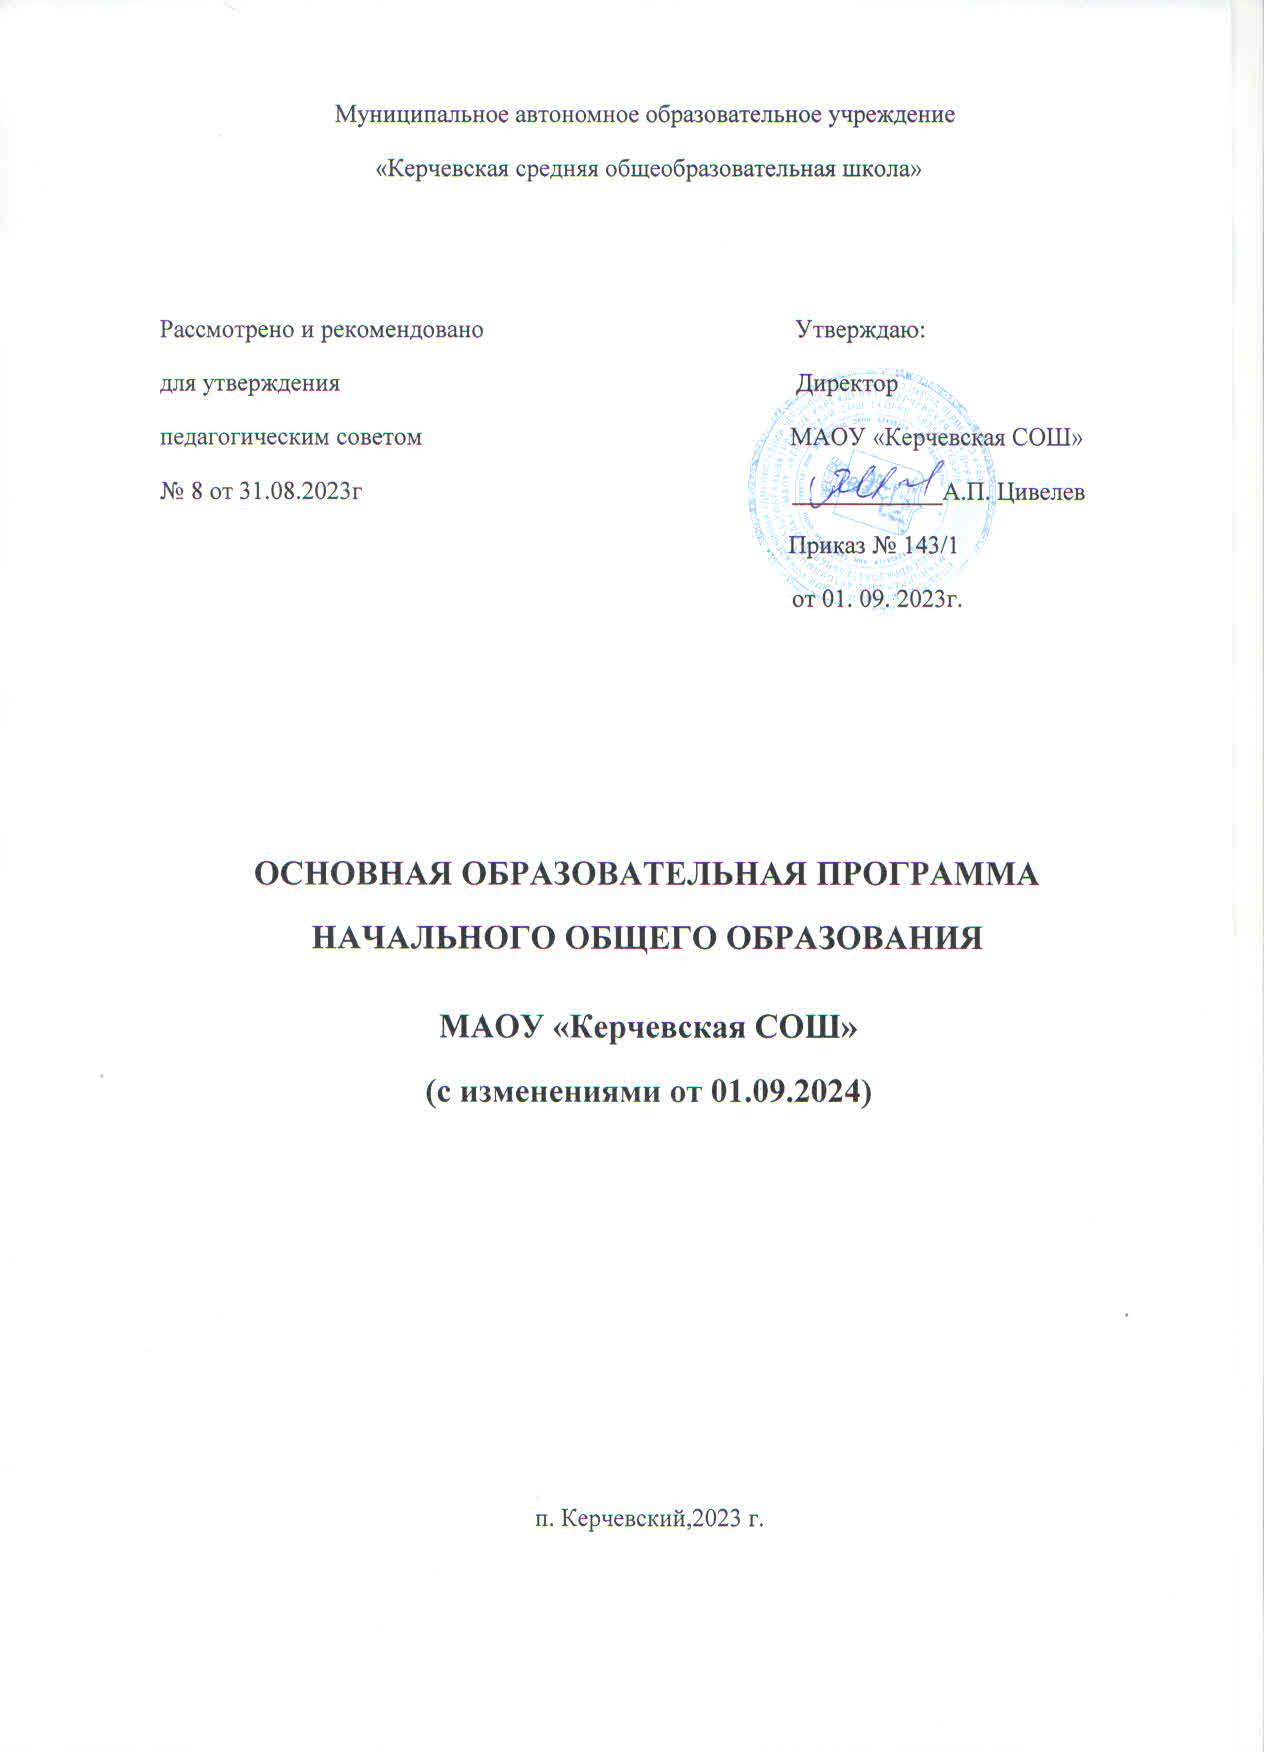 Муниципальное автономное образовательное учреждение
«Керчевская средняя общеобразовательная школа»
Рассмотрено и рекомендовано
для утверждения
педагогическим советом
№ 8 от 31.08.2023г
Утверждаю:
Директор
МАОУ «Керчевская СОШ»
А.П. Цивелев
Приказ № 143/1
от 01. 09. 2023г.
ОСНОВНАЯ ОБРАЗОВАТЕЛЬНАЯ ПРОГРАММА
НАЧАЛЬНОГО ОБЩЕГО ОБРАЗОВАНИЯ
МАОУ «Керчевская СОШ»
(с изменениями от 01.09.2024)
п. Керчевский,2023 г.